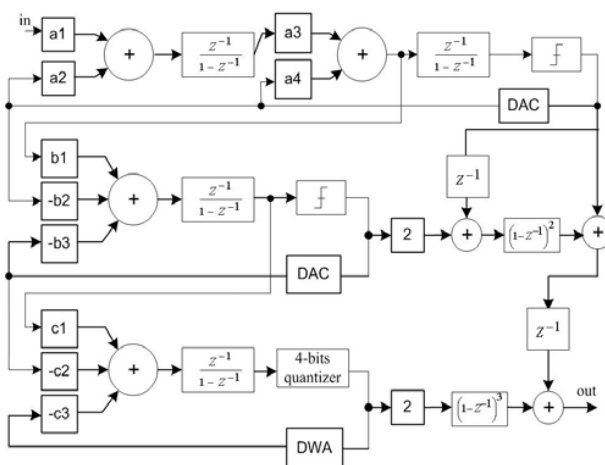 in
a1
a2
+
z⁻¹
1 - z⁻¹
a3
a4
+
z⁻¹
1 - z⁻¹
DAC
b1
-b2
-b3
+
z⁻¹
1 - z⁻¹
DAC
2
z⁻¹
+
(1-z⁻¹)²
+
c1
-c2
-c3
+
z⁻¹
1 - z⁻¹
4-bits
quantizer
DWA
2
(1-z⁻¹)³
z⁻¹
+
out